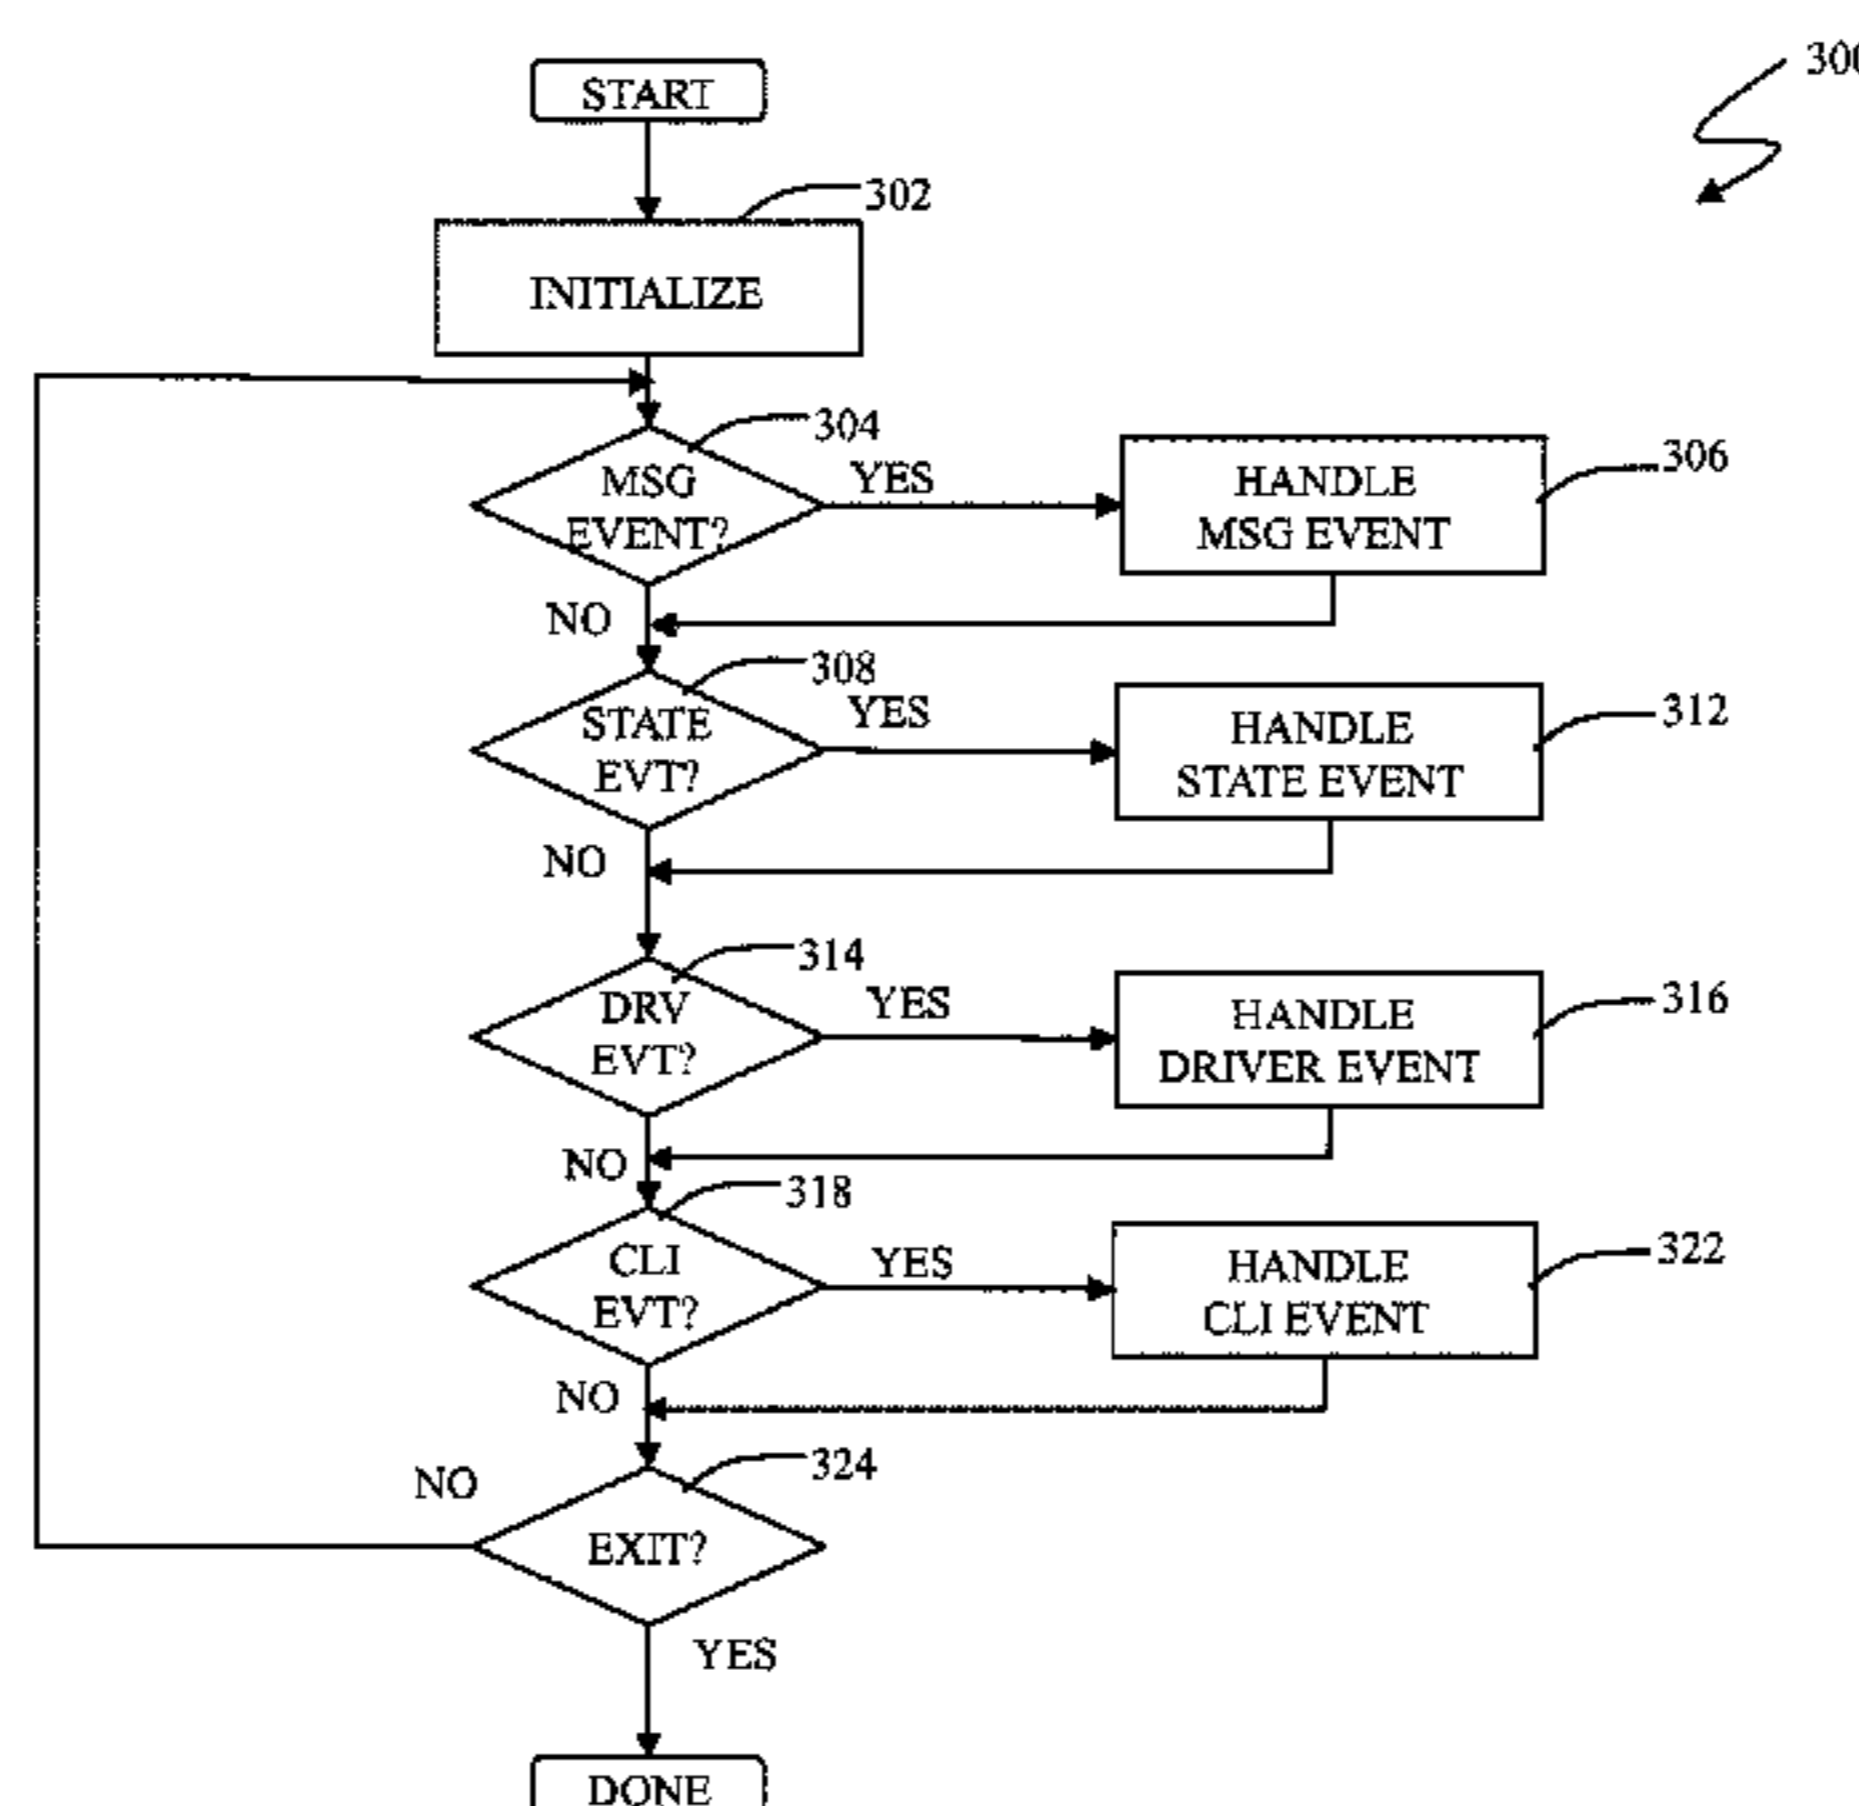 300
START
302
INITIALIZE
304
MSG
EVENT?
YES
HANDLE
MSG EVENT
306
NO
308
STATE
EVT?
YES
HANDLE
STATE EVENT
312
NO
314
DRV
EVT?
YES
HANDLE
DRIVER EVENT
316
NO
318
CLI
EVT?
YES
HANDLE
CLI EVENT
322
NO
324
NO
EXIT?
YES
DONE